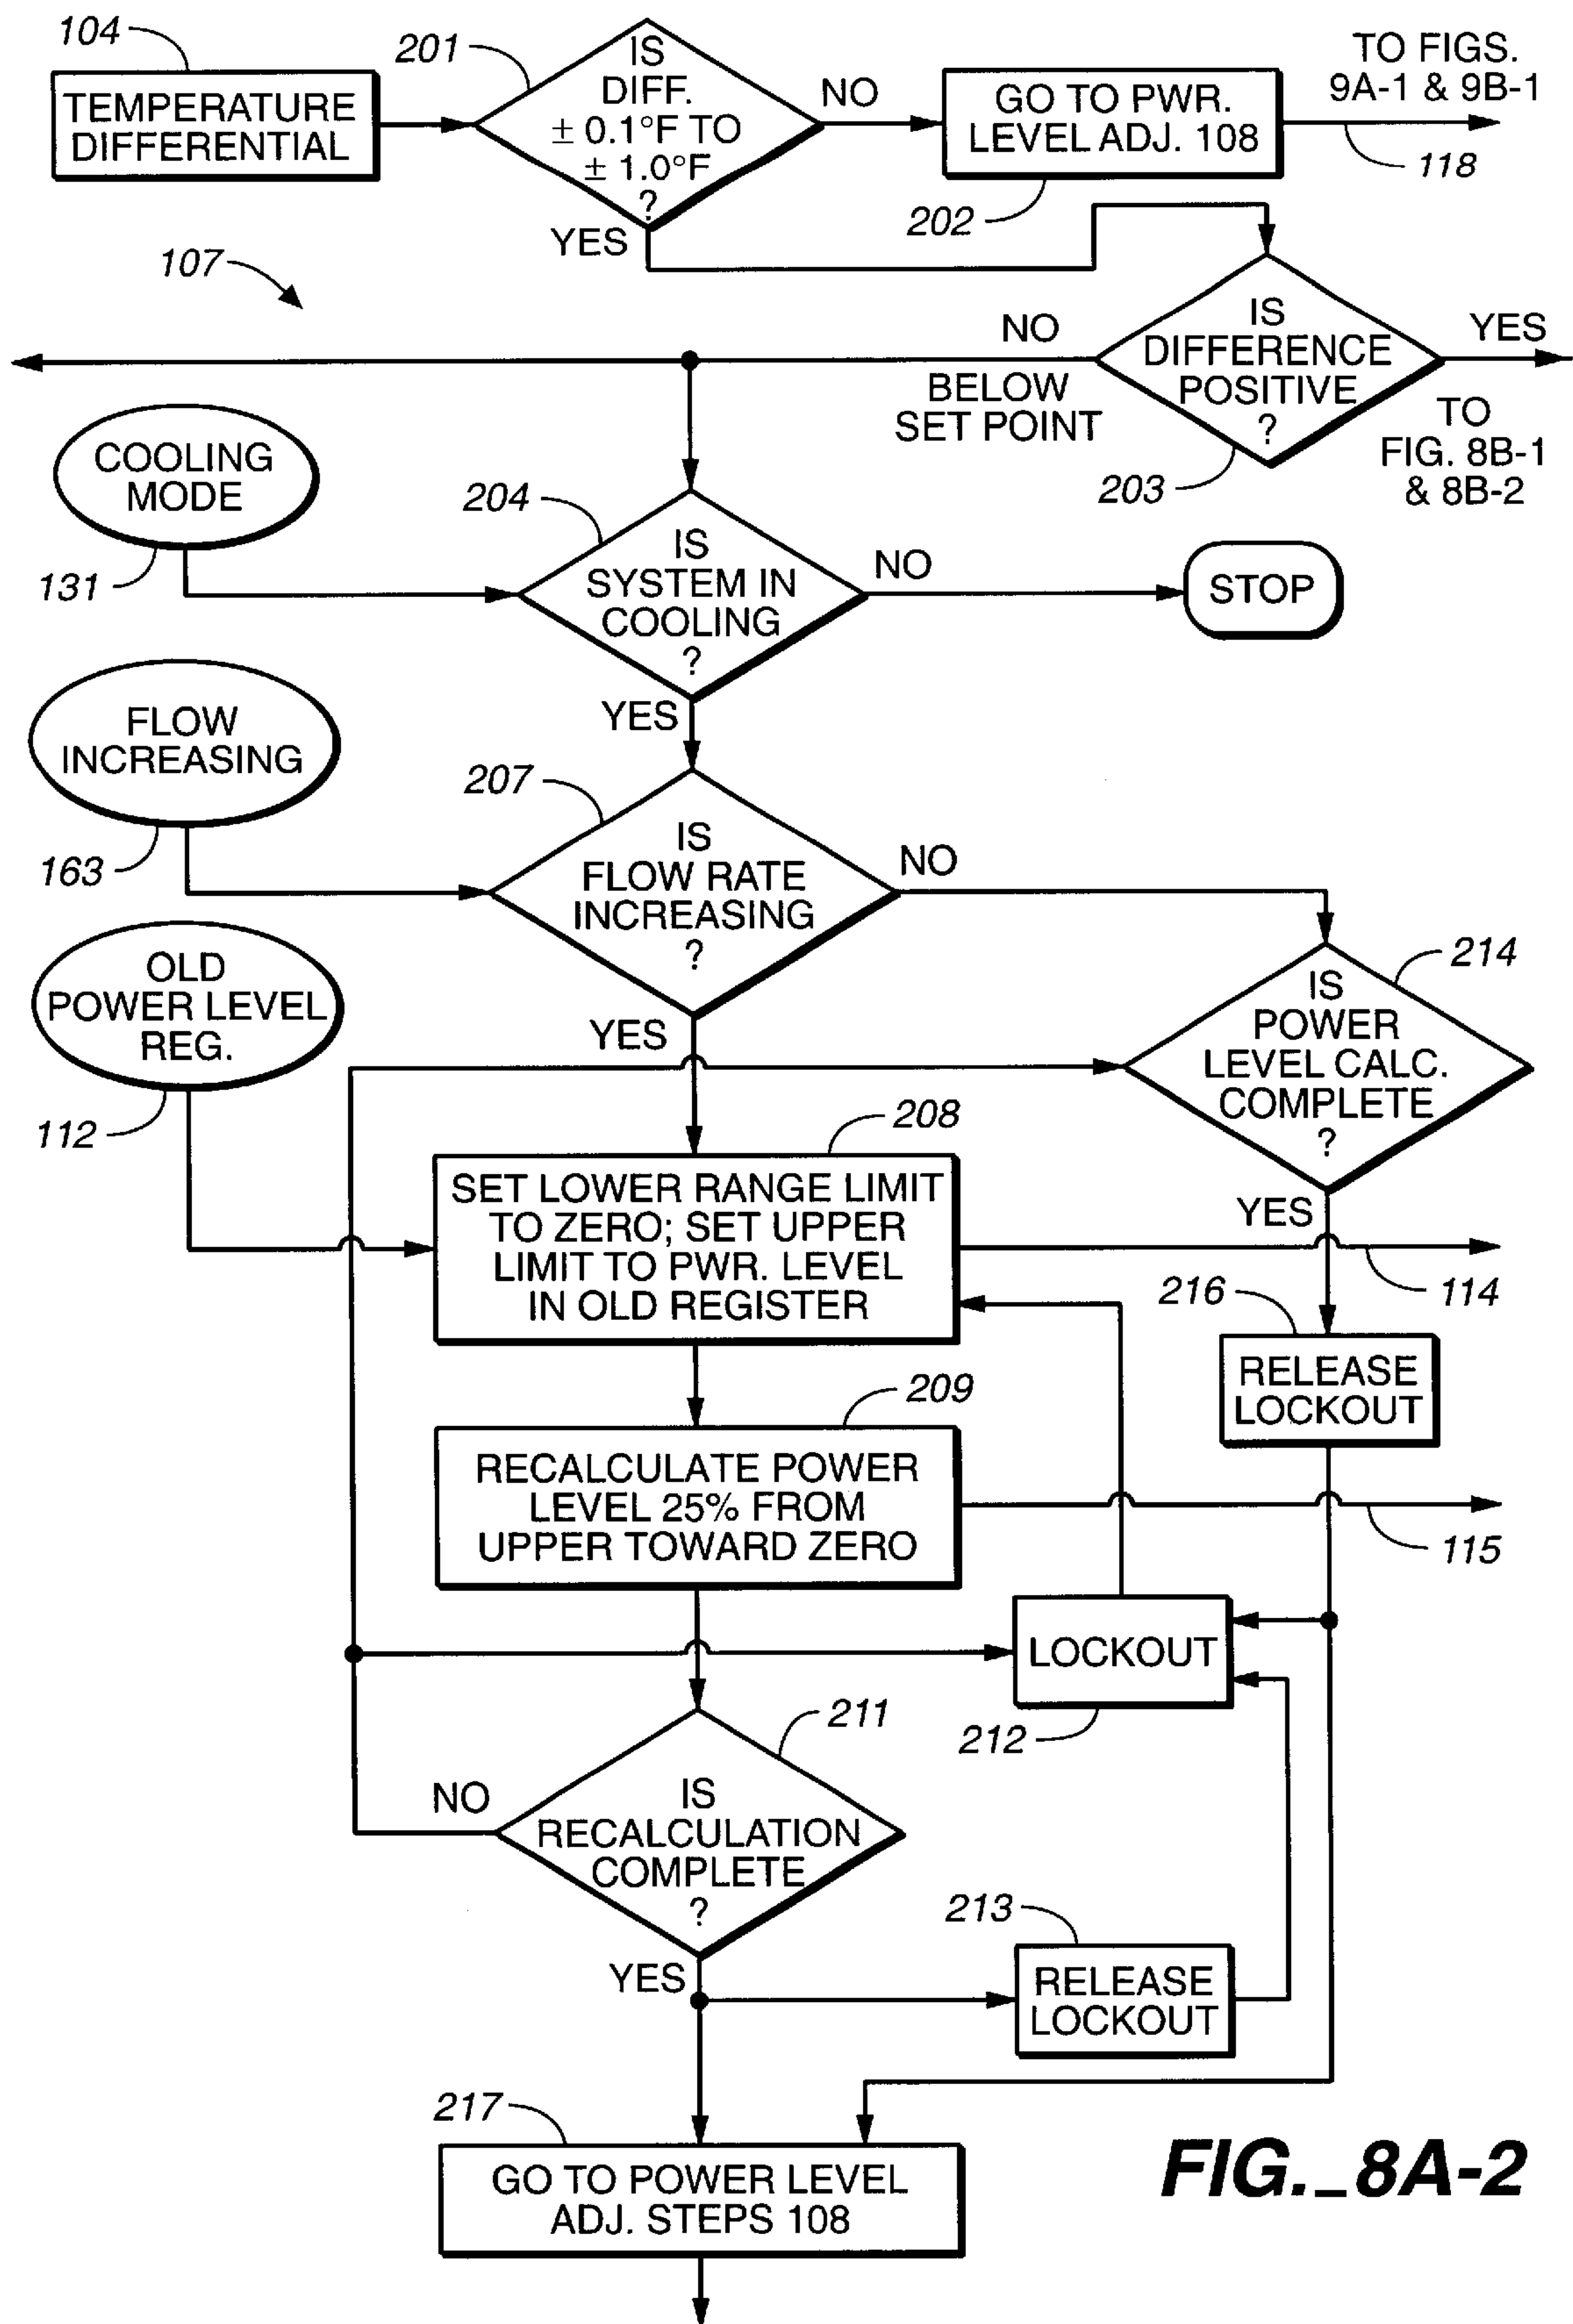 104
TEMPERATURE
DIFFERENTIAL
201
IS
DIFF.
± 0.1°F TO
± 1.0°F
?
NO
YES
GO TO PWR.
LEVEL ADJ. 108
202
TO FIGS.
9A-1 & 9B-1
118
107
IS
DIFFERENCE
POSITIVE
?
203
NO
BELOW
SET POINT
YES
TO
FIG. 8B-1
& 8B-2
COOLING
MODE
131
204
IS
SYSTEM IN
COOLING
?
NO
STOP
YES
FLOW
INCREASING
163
207
IS
FLOW RATE
INCREASING
?
NO
YES
OLD
POWER LEVEL
REG.
112
214
IS
POWER
LEVEL CALC.
COMPLETE
?
YES
208
SET LOWER RANGE LIMIT
TO ZERO; SET UPPER
LIMIT TO PWR. LEVEL
IN OLD REGISTER
114
216
RELEASE
LOCKOUT
209
RECALCULATE POWER
LEVEL 25% FROM
UPPER TOWARD ZERO
115
LOCKOUT
212
211
IS
RECALCULATION
COMPLETE
?
NO
YES
213
RELEASE
LOCKOUT
217
GO TO POWER LEVEL
ADJ. STEPS 108
FIG._8A-2